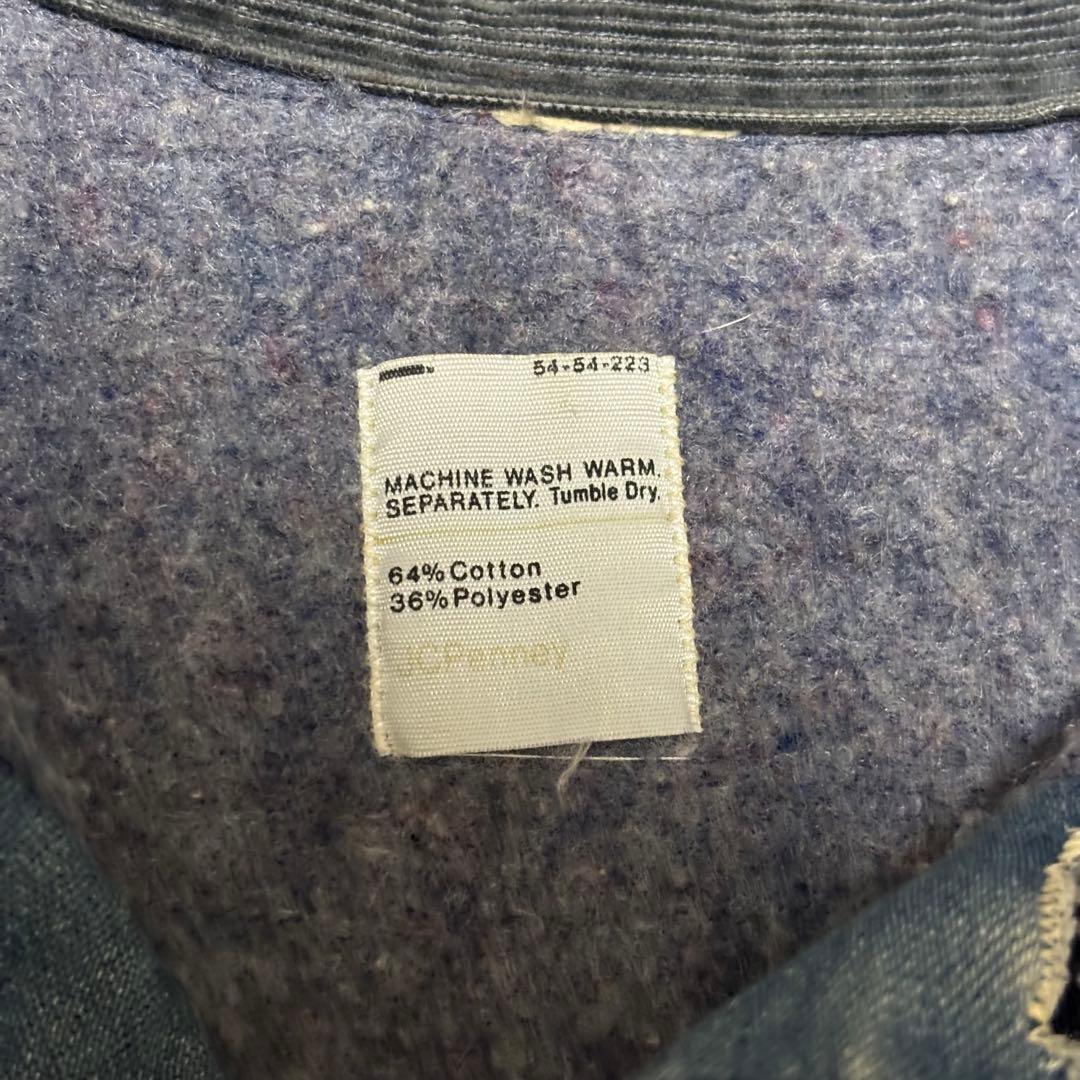 54-54-223
MACHINE WASH WARM.
SEPARATELY. Tumble Dry.
64% Cotton
36% Polyester
JCPenney